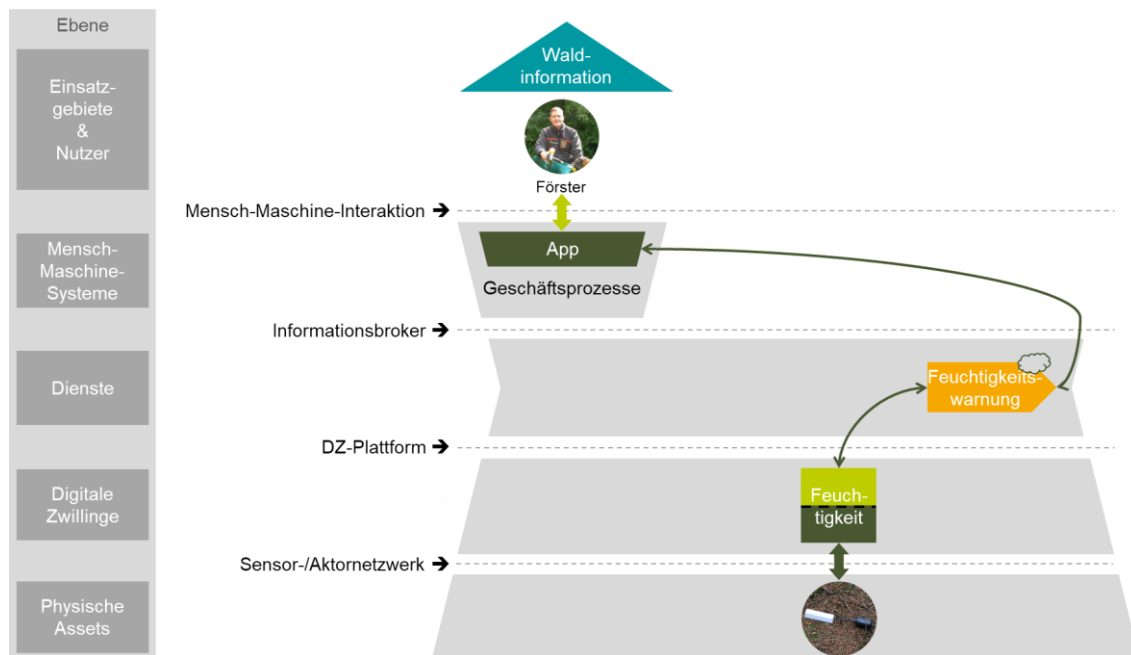 Ebene
Einsatz-
gebiete
&
Nutzer
Wald-
information
Förster
Mensch-Maschine-Interaktion
Mensch-
Maschine-
Systeme
App
Geschäftsprozesse
Informationsbroker
Dienste
Feuchtigkeits-
warnung
DZ-Plattform
Digitale
Zwillinge
Feuch-
tigkeit
Sensor-/Aktornetzwerk
Physische
Assets